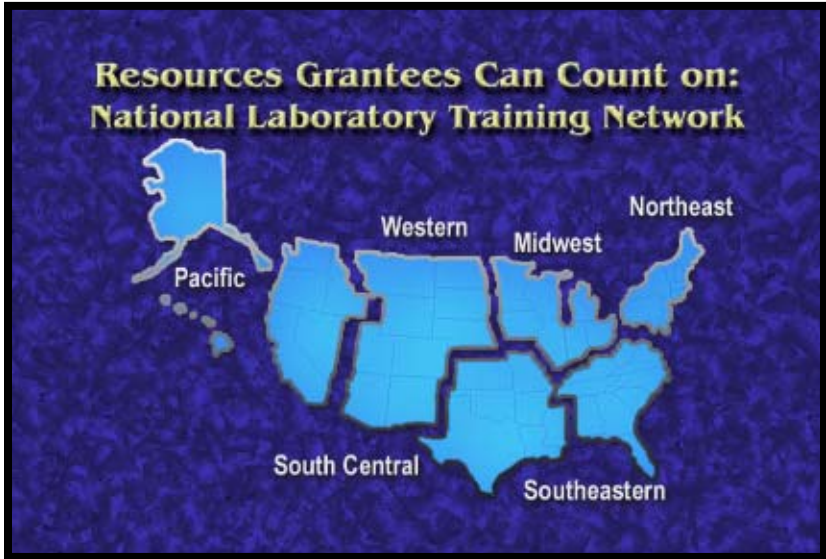 Resources Grantees Can Count on:
National Laboratory Training Network
Northeast
Western
Midwest
Pacific
South Central
Southeastern